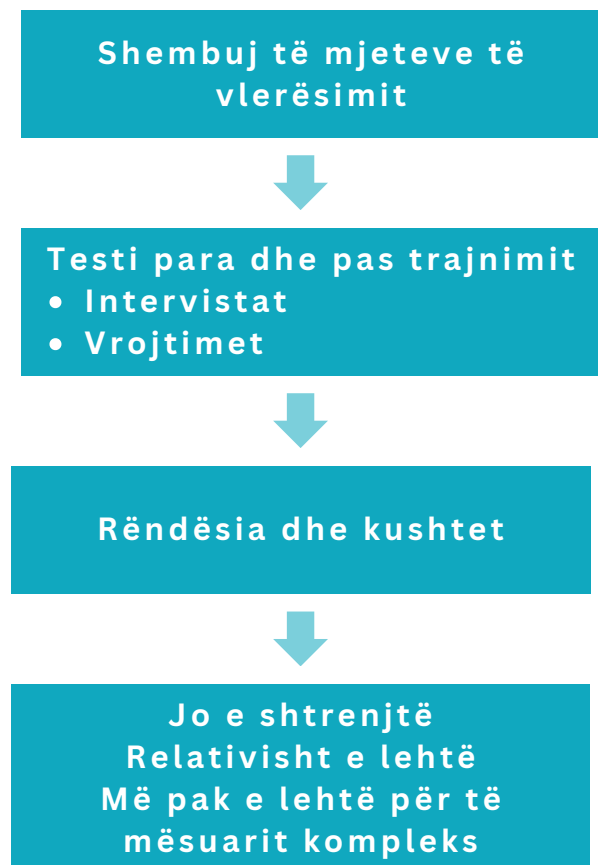 Shembuj të mjeteve të
vlerësimit
Testi para dhe pas trajnimit
• Intervistat
• Vrojtimet
Rëndësia dhe kushtet
Jo e shtrenjtë
Relativisht e lehtë
Më pak e lehtë për të
mësuarit kompleks